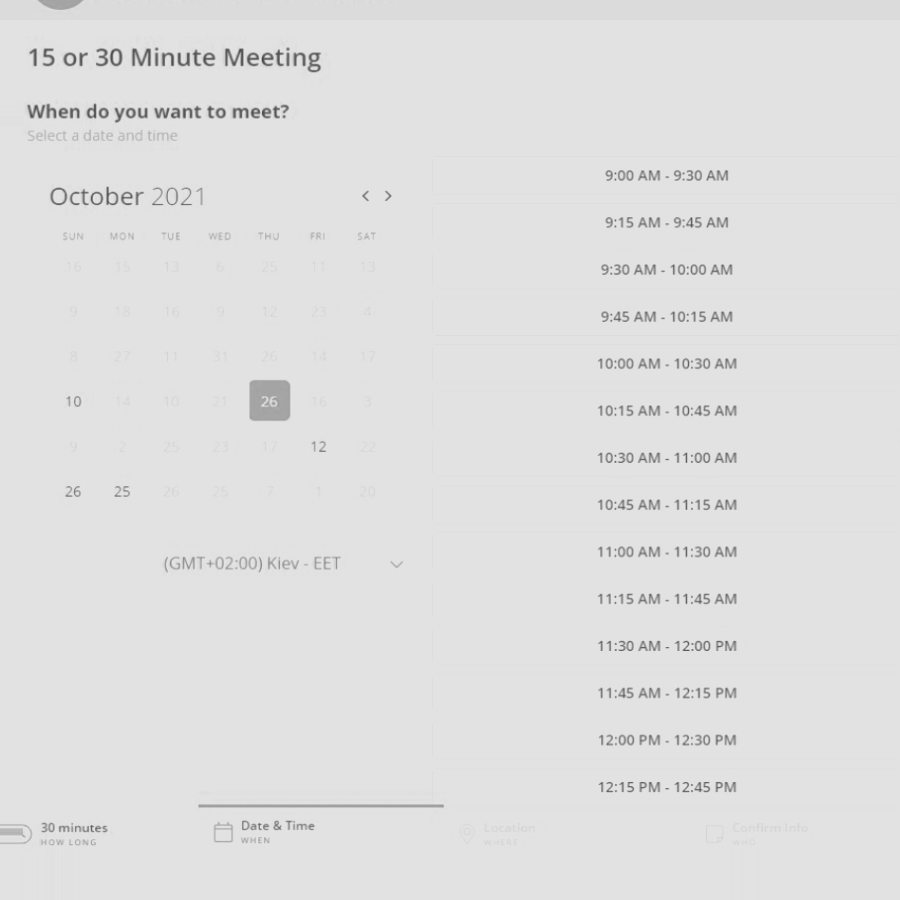 15 or 30 Minute Meeting
When do you want to meet?
Select a date and time
October 2021
SUN MON TUE WED THU FRI SAT
16 15 13 6 25 11 13
9 18 16 9 12 23 4
8 27 11 31 26 14 17
10 14 10 21 26 16 3
9 2 25 23 17 12 22
26 25 26 25 7 1 20
(GMT+02:00) Kiev - EET
9:00 AM - 9:30 AM
9:15 AM - 9:45 AM
9:30 AM - 10:00 AM
9:45 AM - 10:15 AM
10:00 AM - 10:30 AM
10:15 AM - 10:45 AM
10:30 AM - 11:00 AM
10:45 AM - 11:15 AM
11:00 AM - 11:30 AM
11:15 AM - 11:45 AM
11:30 AM - 12:00 PM
11:45 AM - 12:15 PM
12:00 PM - 12:30 PM
12:15 PM - 12:45 PM
30 minutes
HOW LONG
Date & Time
WHEN
Location
WHERE
Confirm Info
WHO